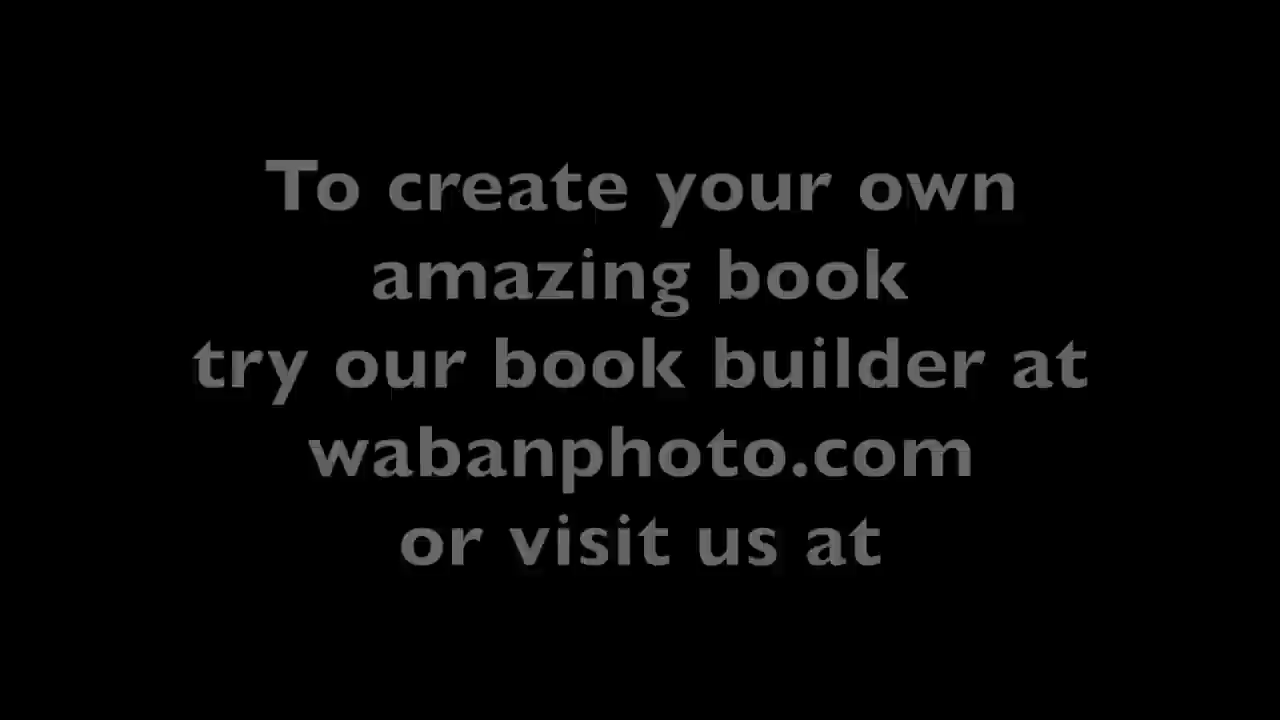 To create your own
amazing book
try our book builder at
wabanphoto.com
or visit us at